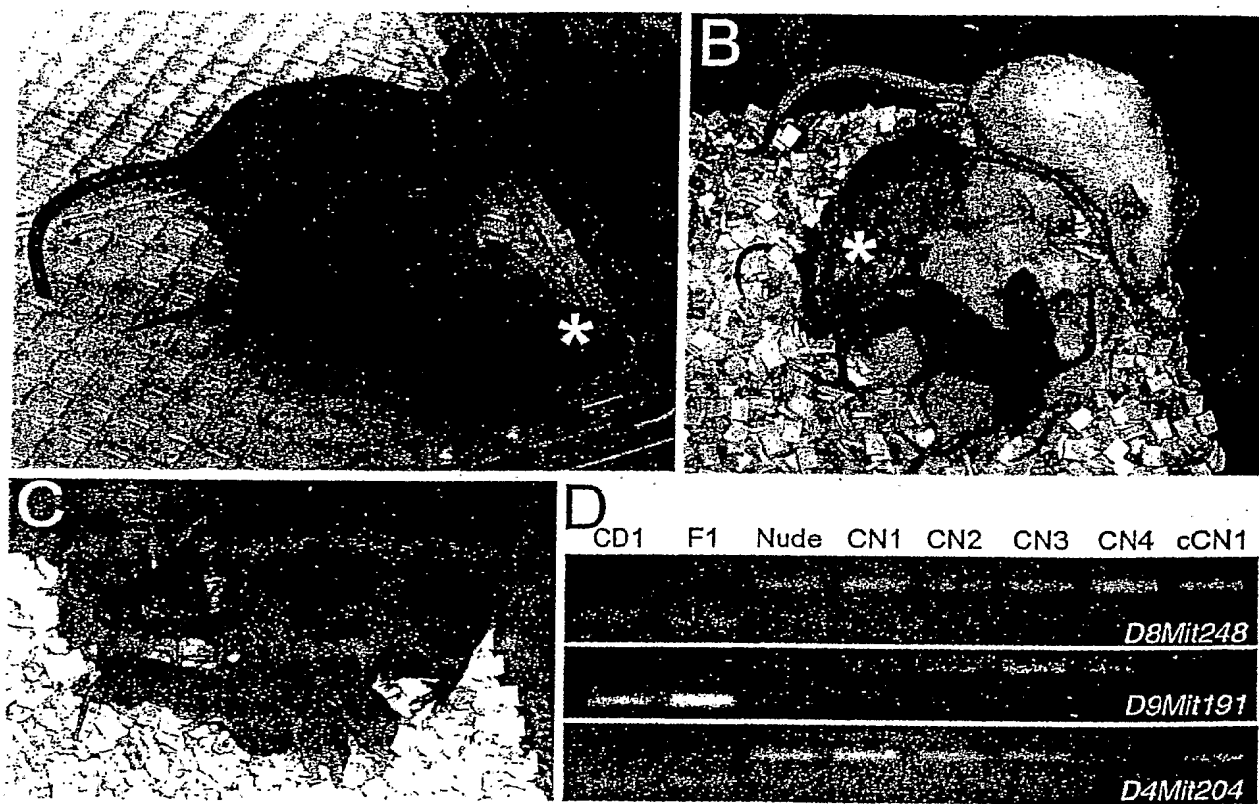 B
*
*
C
D
CD1 F1 Nude CN1 CN2 CN3 CN4 cCN1
D8Mit248
D9Mit191
D4Mit204